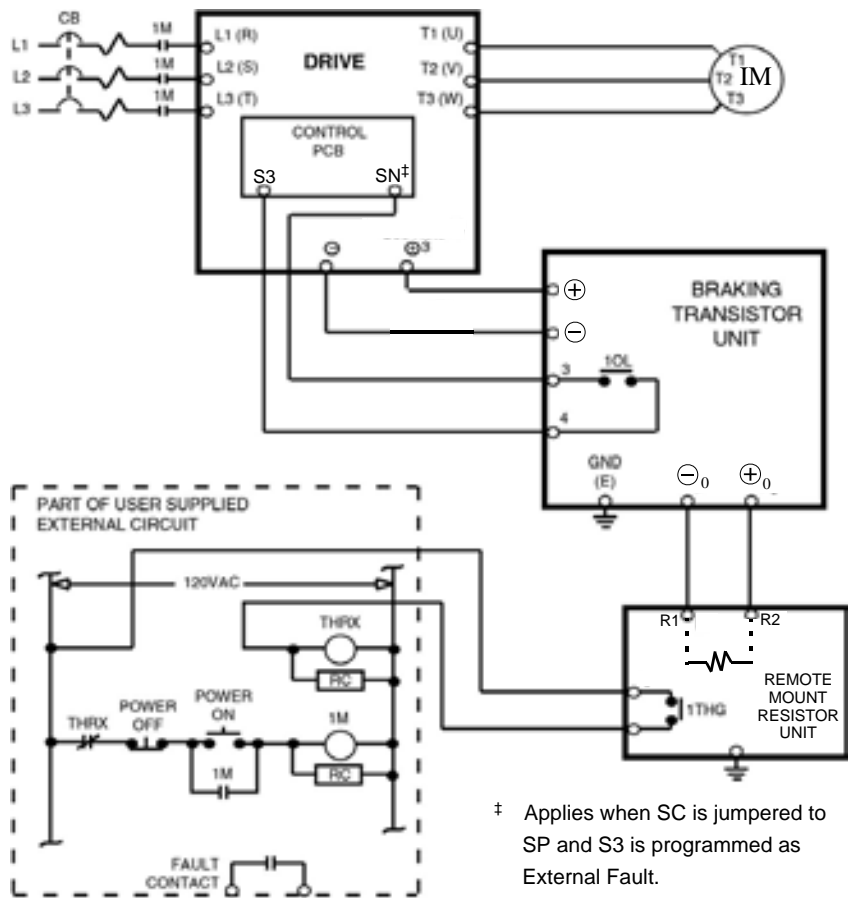 CB
1M
L1
L1 (R)
T1 (U)
T1
1M
L2
L2 (S)
DRIVE
T2 (V)
T2
IM
1M
L3
L3 (T)
T3 (W)
T3
CONTROL
PCB
S3
SN‡
⊖
⊕3
⊕
BRAKING
TRANSISTOR
UNIT
⊖
3
1OL
4
GND
(E)
⊖0
⊕0
PART OF USER SUPPLIED
EXTERNAL CIRCUIT
120VAC
THRX
RC
R1
R2
REMOTE
MOUNT
RESISTOR
UNIT
1THG
THRX
POWER
OFF
POWER
ON
1M
1M
RC
FAULT
CONTACT
‡ Applies when SC is jumpered to
SP and S3 is programmed as
External Fault.